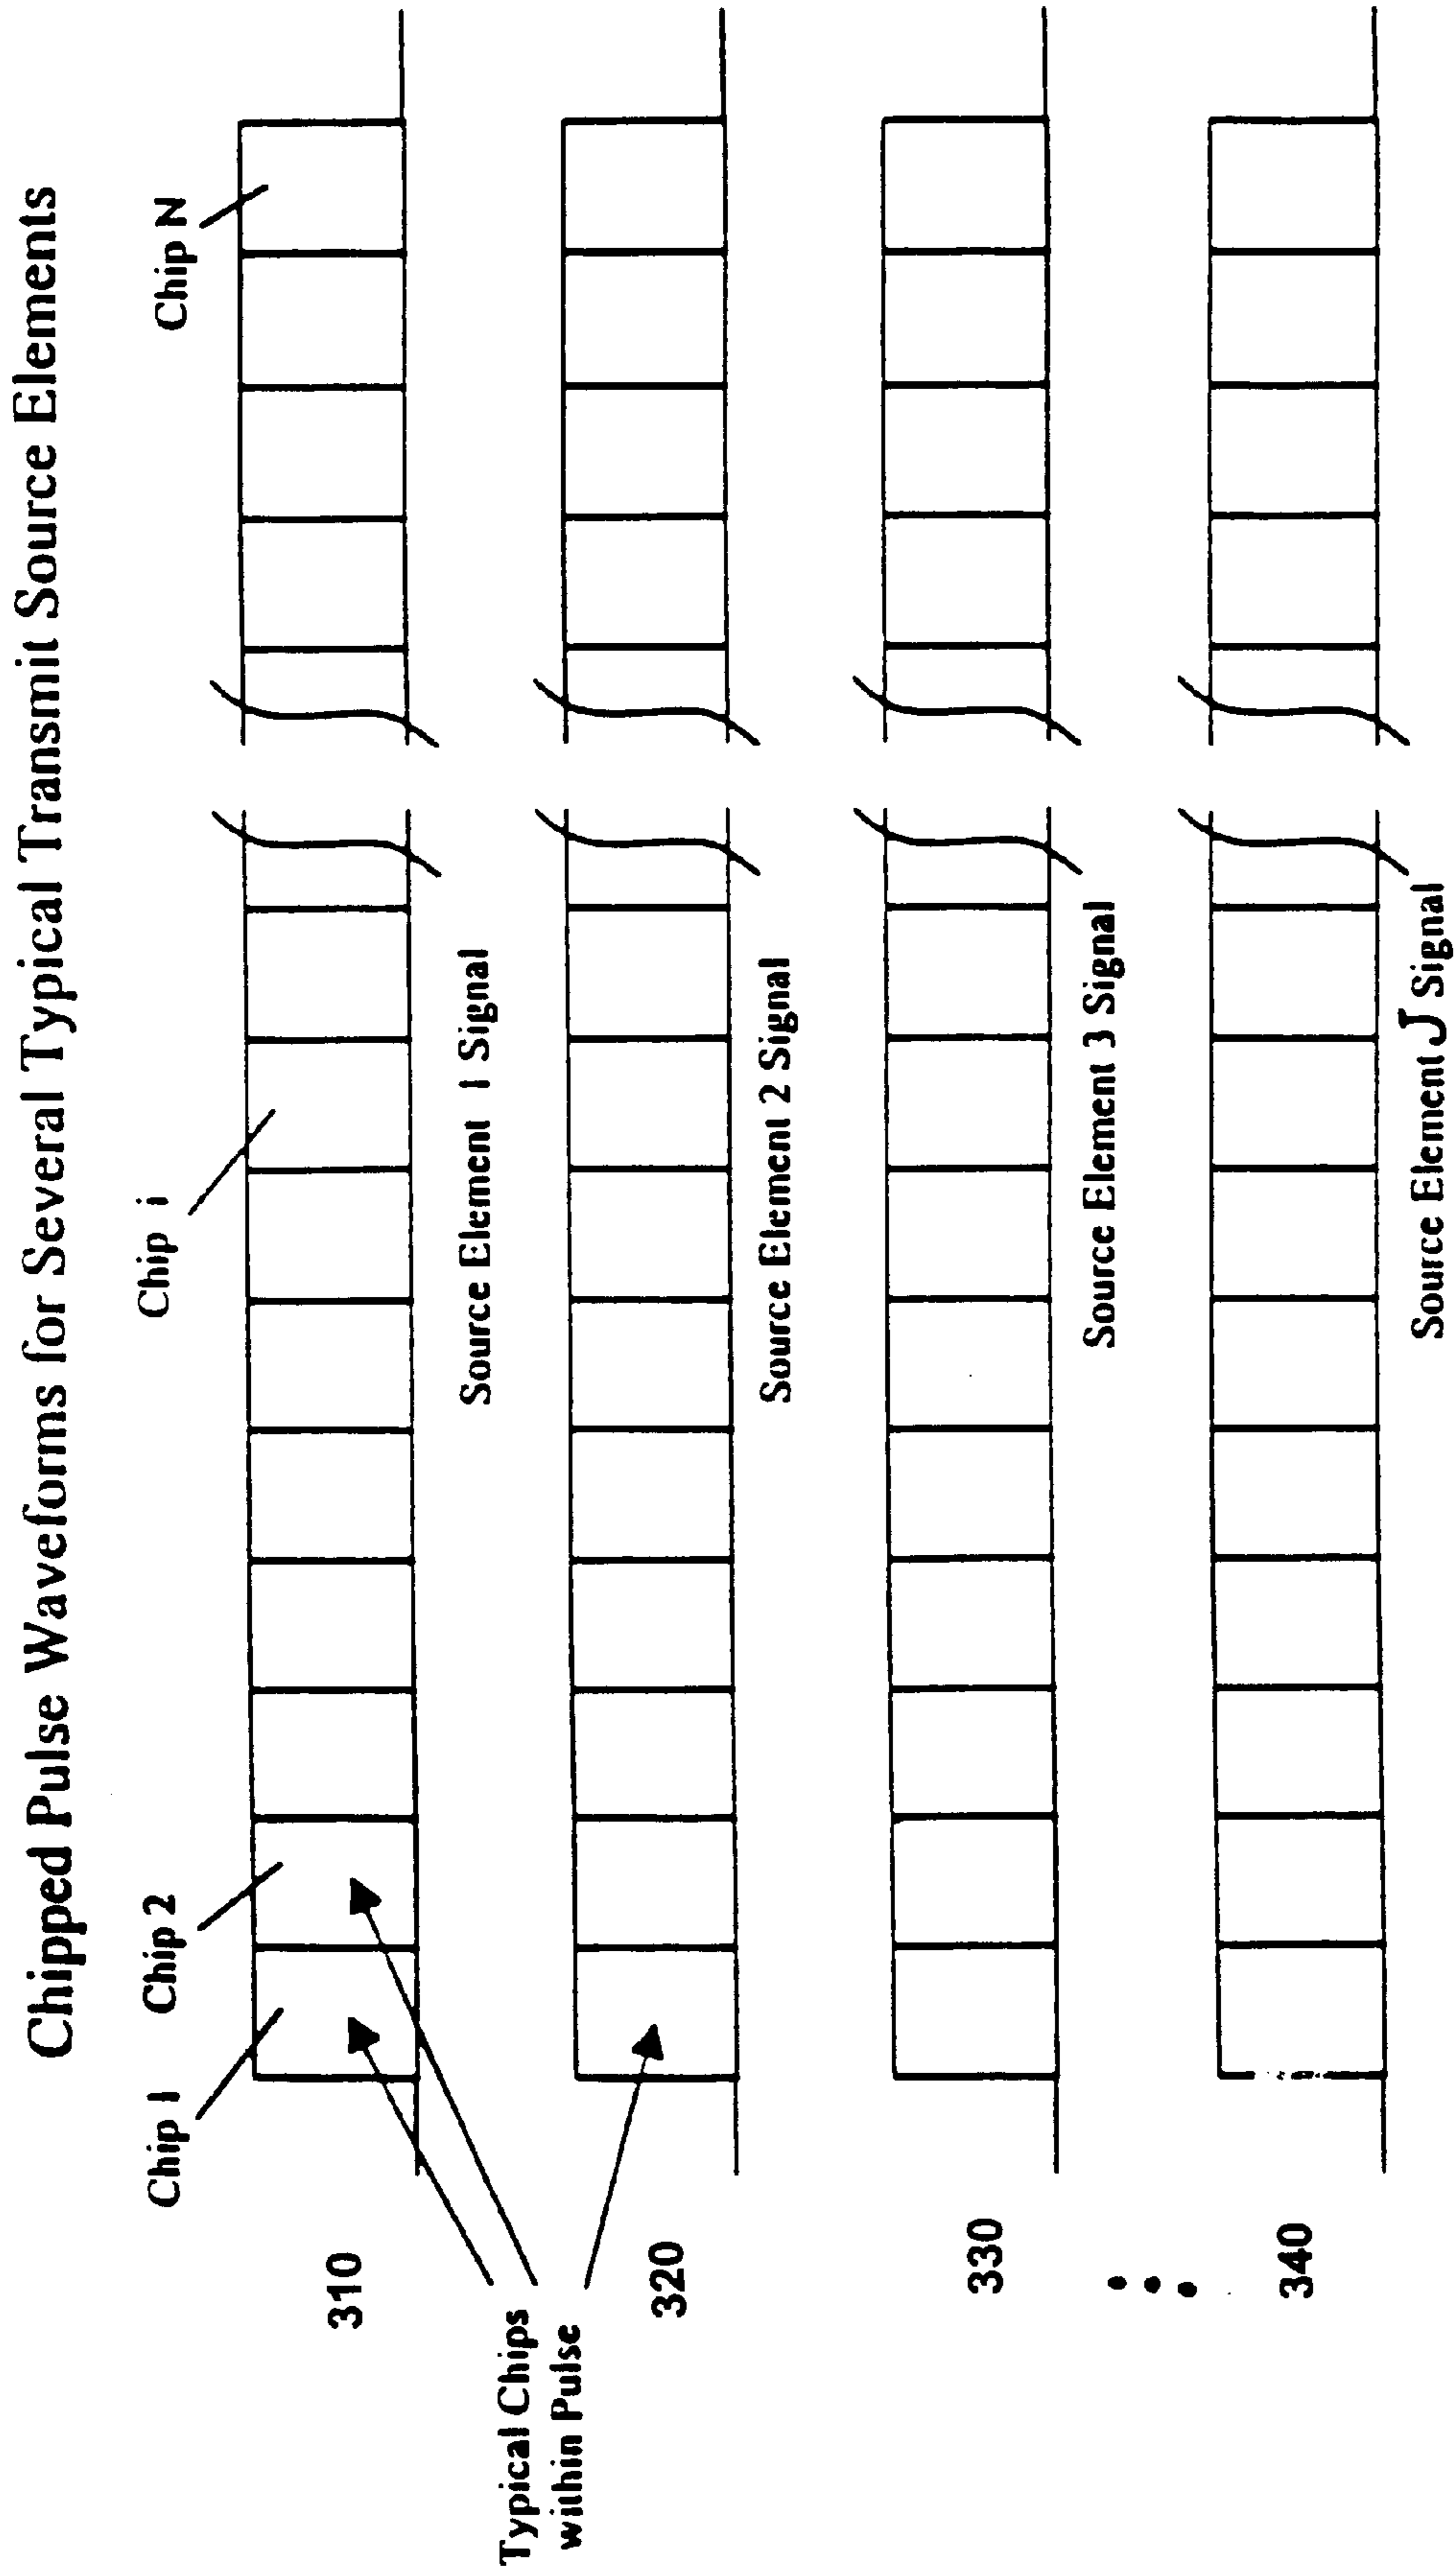 Chipped Pulse Waveforms for Several Typical Transmit Source Elements
Chip 1
Chip 2
Chip i
Chip N
310
Source Element 1 Signal
Typical Chips
within Pulse
320
Source Element 2 Signal
330
Source Element 3 Signal
340
Source Element J Signal